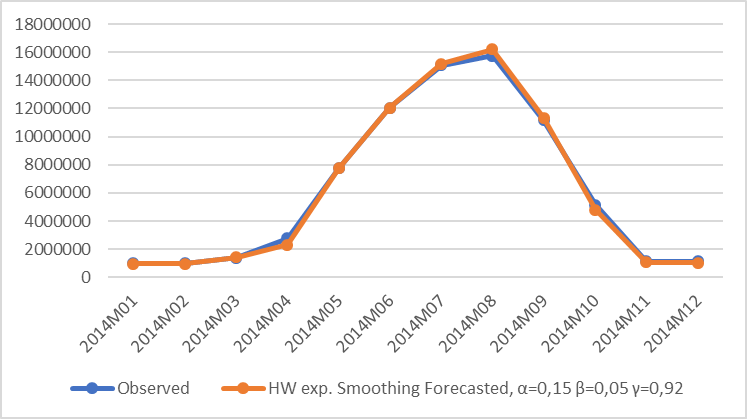 18000000
16000000
14000000
12000000
10000000
8000000
6000000
4000000
2000000
0
2014M01
2014M02
2014M03
2014M04
2014M05
2014M06
2014M07
2014M08
2014M09
2014M10
2014M11
2014M12
Observed
HW exp. Smoothing Forecasted, α=0,15 β=0,05 γ=0,92